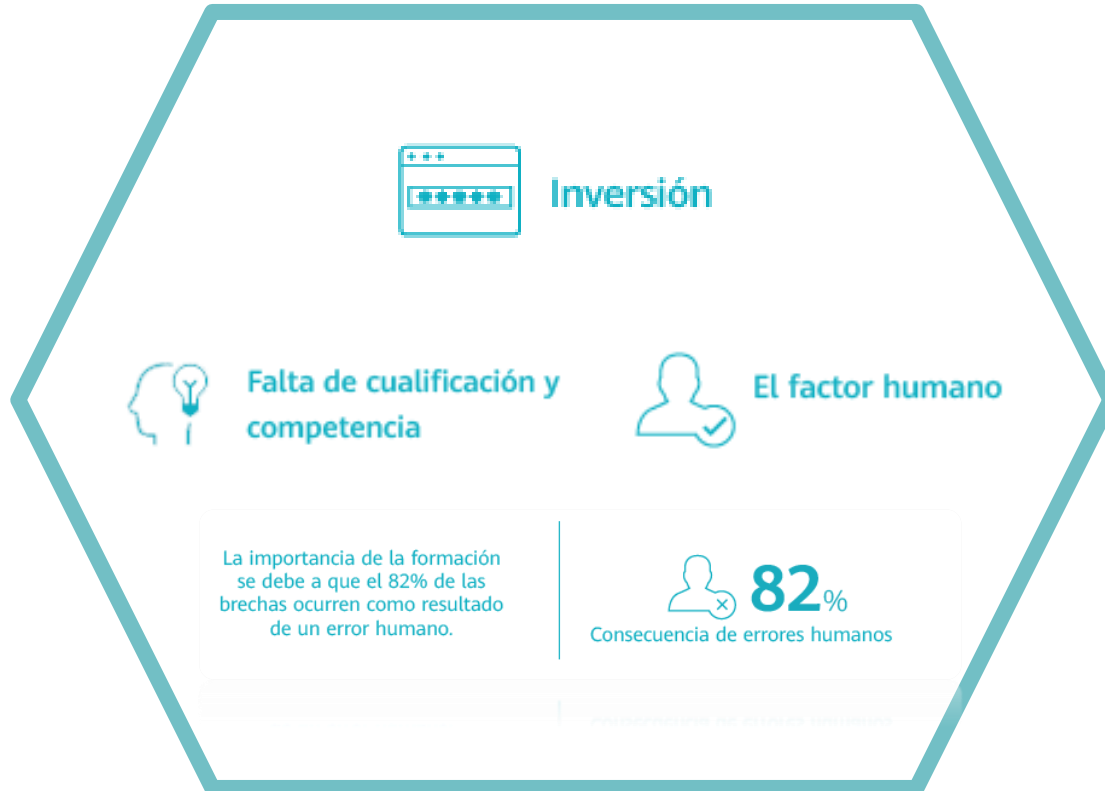 Inversión
Falta de cualificación y
competencia
El factor humano
La importancia de la formación
se debe a que el 82% de las
brechas ocurren como resultado
de un error humano.
82%
Consecuencia de errores humanos